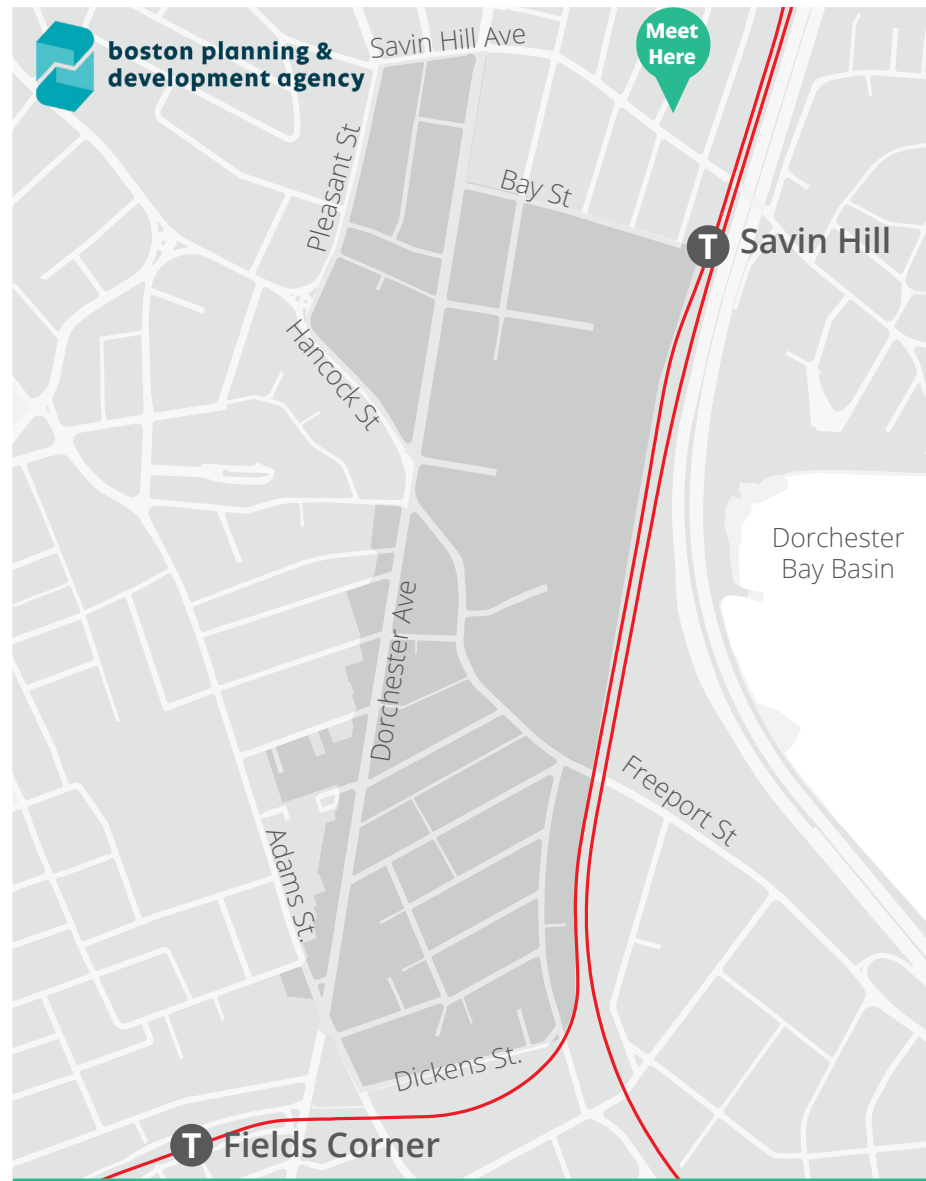 boston planning &
development agency
Savin Hill Ave
Meet
Here
Pleasant St
Bay St
T Savin Hill
Hancock St
Dorchester
Bay Basin
Dorchester Ave
Freeport St
Adams St.
Dickens St.
T Fields Corner